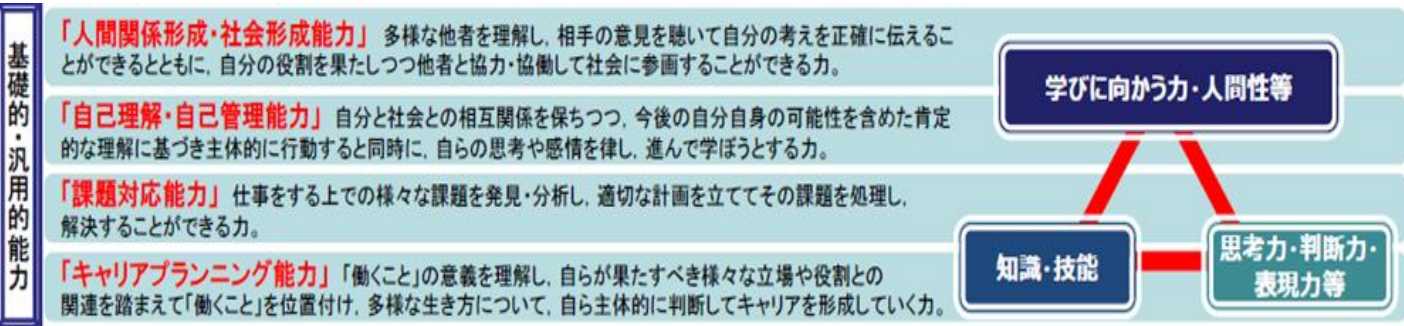 基礎的・汎用的能力
「人間関係形成・社会形成能力」 多様な他者を理解し，相手の意見を聴いて自分の考えを正確に伝えるこ
とができるとともに，自分の役割を果たしつつ他者と協力・協働して社会に参画することができる力。
「自己理解・自己管理能力」 自分と社会との相互関係を保ちつつ，今後の自分自身の可能性を含めた肯定
的な理解に基づき主体的に行動すると同時に，自らの思考や感情を律し，進んで学ぼうとする力。
「課題対応能力」 仕事をする上での様々な課題を発見・分析し，適切な計画を立ててその課題を処理し，
解決することができる力。
「キャリアプランニング能力」 「働くこと」の意義を理解し，自らが果たすべき様々な立場や役割との
関連を踏まえて「働くこと」を位置付け，多様な生き方について，自ら主体的に判断してキャリアを形成していく力。
学びに向かう力・人間性等
知識・技能
思考力・判断力・
表現力等